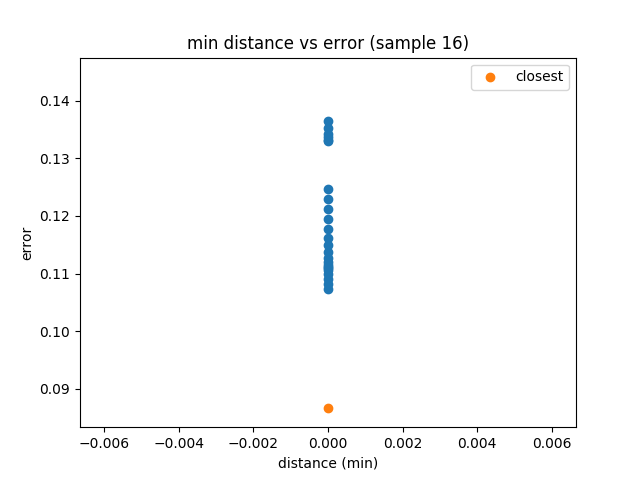 min distance vs error (sample 16)
closest
0.14
0.13
0.12
0.11
0.10
0.09
error
−0.006 −0.004 −0.002 0.000 0.002 0.004 0.006
distance (min)